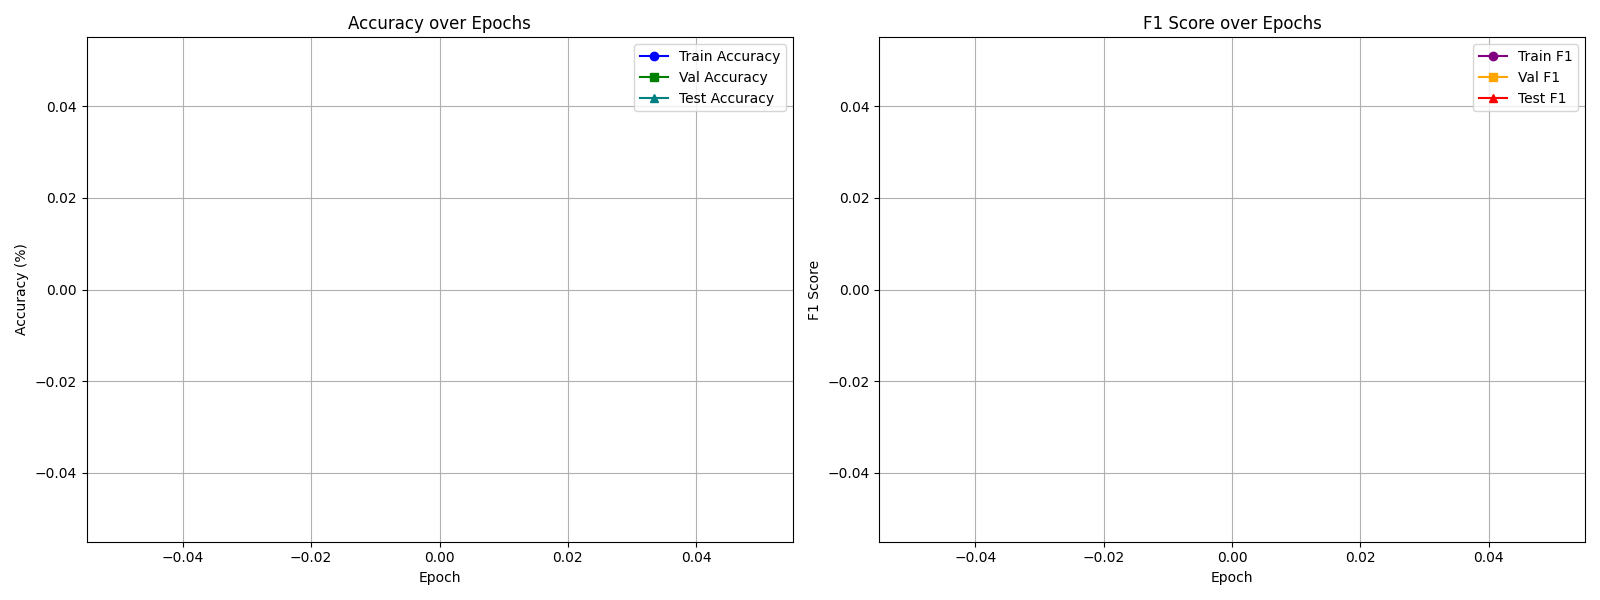 Accuracy over Epochs
Train Accuracy
Val Accuracy
Test Accuracy
0.04
0.02
0.00
−0.02
−0.04
Accuracy (%)
−0.04 −0.02 0.00 0.02 0.04
Epoch
F1 Score over Epochs
Train F1
Val F1
Test F1
0.04
0.02
0.00
−0.02
−0.04
F1 Score
−0.04 −0.02 0.00 0.02 0.04
Epoch